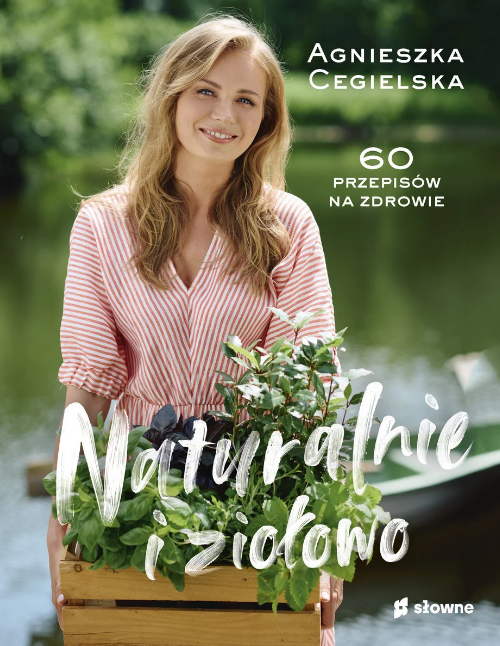 AGNIESZKA
CEGIELSKA
60
PRZEPISÓW
NA ZDROWIE
Naturalnie
i ziołowo
słowne